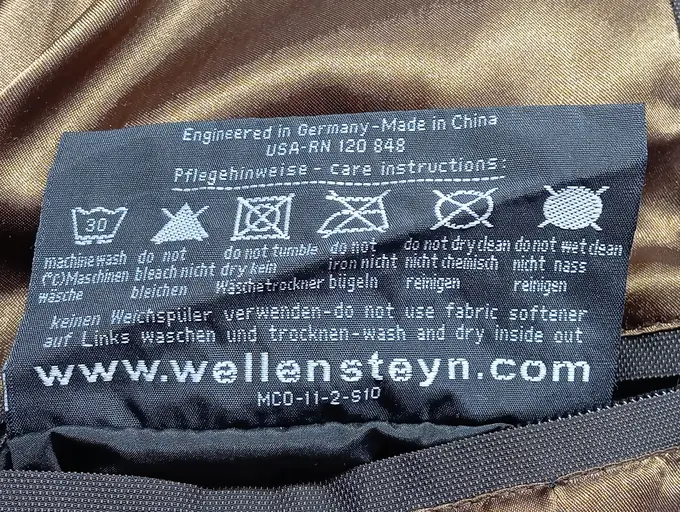 Engineered in Germany-Made in China
USA-RN 120 848
Pflegehinweise - care instructions:
30
machine wash do not do not tumble do not do not dry clean do not wet clean
(°C)Maschinen bleach nicht dry kein iron nicht nicht chemisch nicht nass
wäsche bleichen Wäschetrockner bügeln reinigen reinigen
keinen Weichspüler verwenden-do not use fabric softener
auf Links waschen und trocknen-wash and dry inside out
www.wellensteyn.com
MCO-11-2-S10